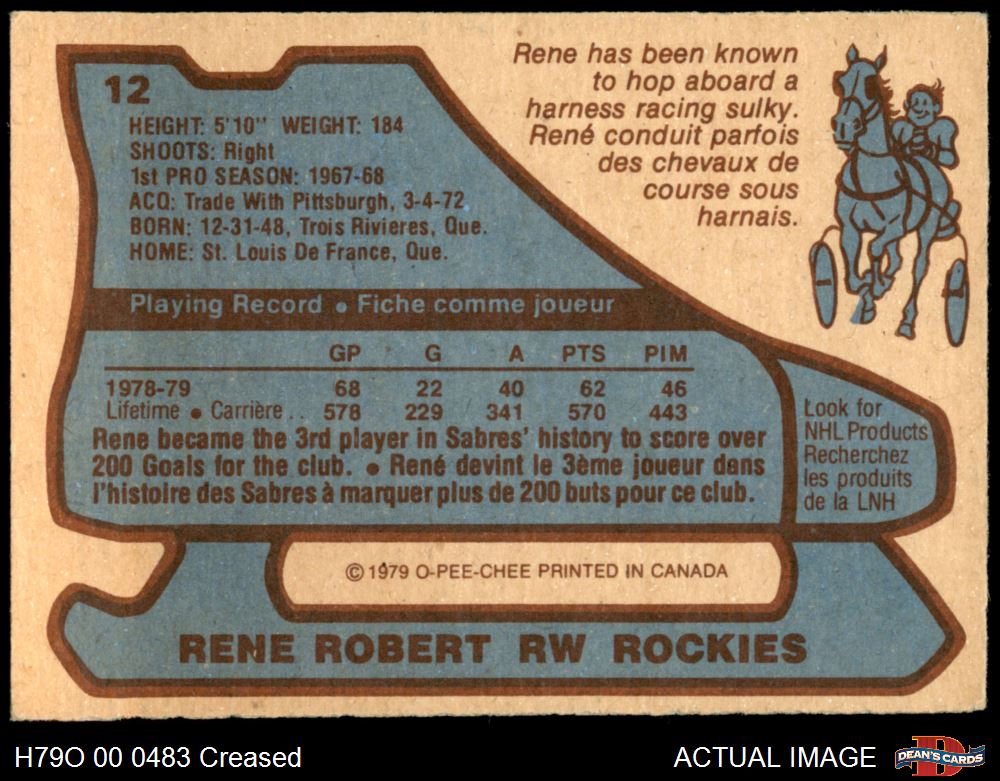 12
HEIGHT: 5'10'' WEIGHT: 184
SHOOTS: Right
1st PRO SEASON: 1967-68
ACQ: Trade With Pittsburgh, 3-4-72
BORN: 12-31-48, Trois Rivieres, Que.
HOME: St. Louis De France, Que.
Rene has been known
to hop aboard a
harness racing sulky.
René conduit parfois
des chevaux de
course sous
harnais.
Playing Record • Fiche comme joueur
GP G A PTS PIM
1978-79 68 22 40 62 46
Lifetime • Carrière . . 578 229 341 570 443
Rene became the 3rd player in Sabres' history to score over
200 Goals for the club. • René devint le 3ème joueur dans
l'histoire des Sabres à marquer plus de 200 buts pour ce club.
Look for
NHL Products
Recherchez
les produits
de la LNH
© 1979 O-PEE-CHEE PRINTED IN CANADA
RENE ROBERT RW ROCKIES
H79O 00 0483 Creased
ACTUAL IMAGE
D
DEAN'S CARDS